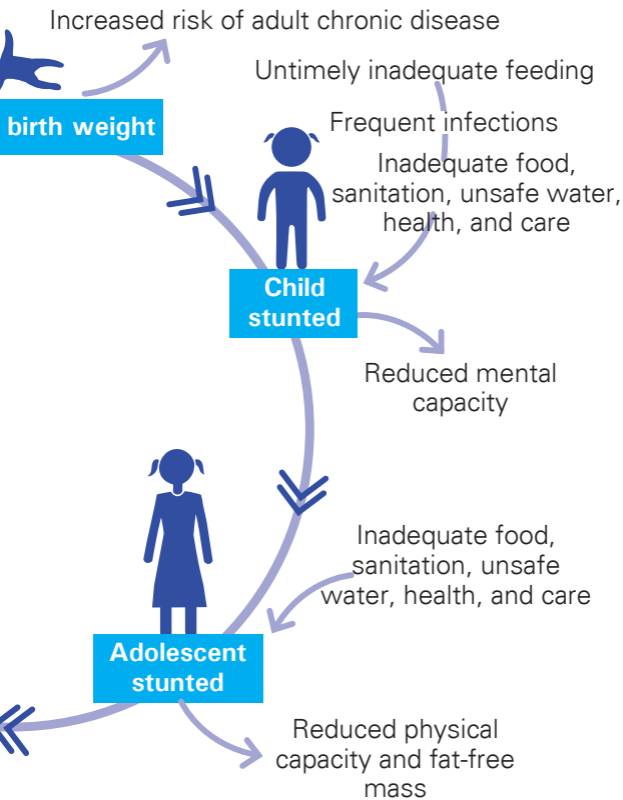 Increased risk of adult chronic disease
birth weight
Untimely inadequate feeding
Frequent infections
Inadequate food,
sanitation, unsafe water,
health, and care
Child
stunted
Reduced mental
capacity
Inadequate food,
sanitation, unsafe
water, health, and care
Adolescent
stunted
Reduced physical
capacity and fat-free
mass